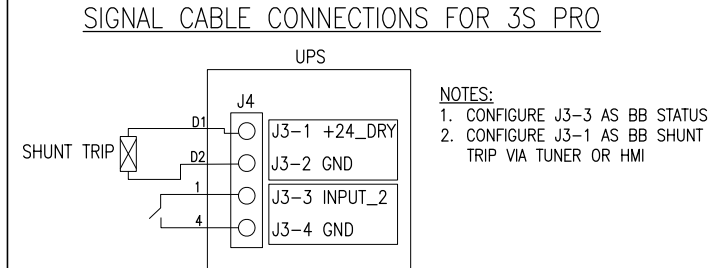 SIGNAL CABLE CONNECTIONS FOR 3S PRO
UPS
J4
D1
J3-1 +24_DRY
SHUNT TRIP
D2
J3-2 GND
1
J3-3 INPUT_2
4
J3-4 GND
NOTES:
1. CONFIGURE J3-3 AS BB STATUS
2. CONFIGURE J3-1 AS BB SHUNT
TRIP VIA TUNER OR HMI